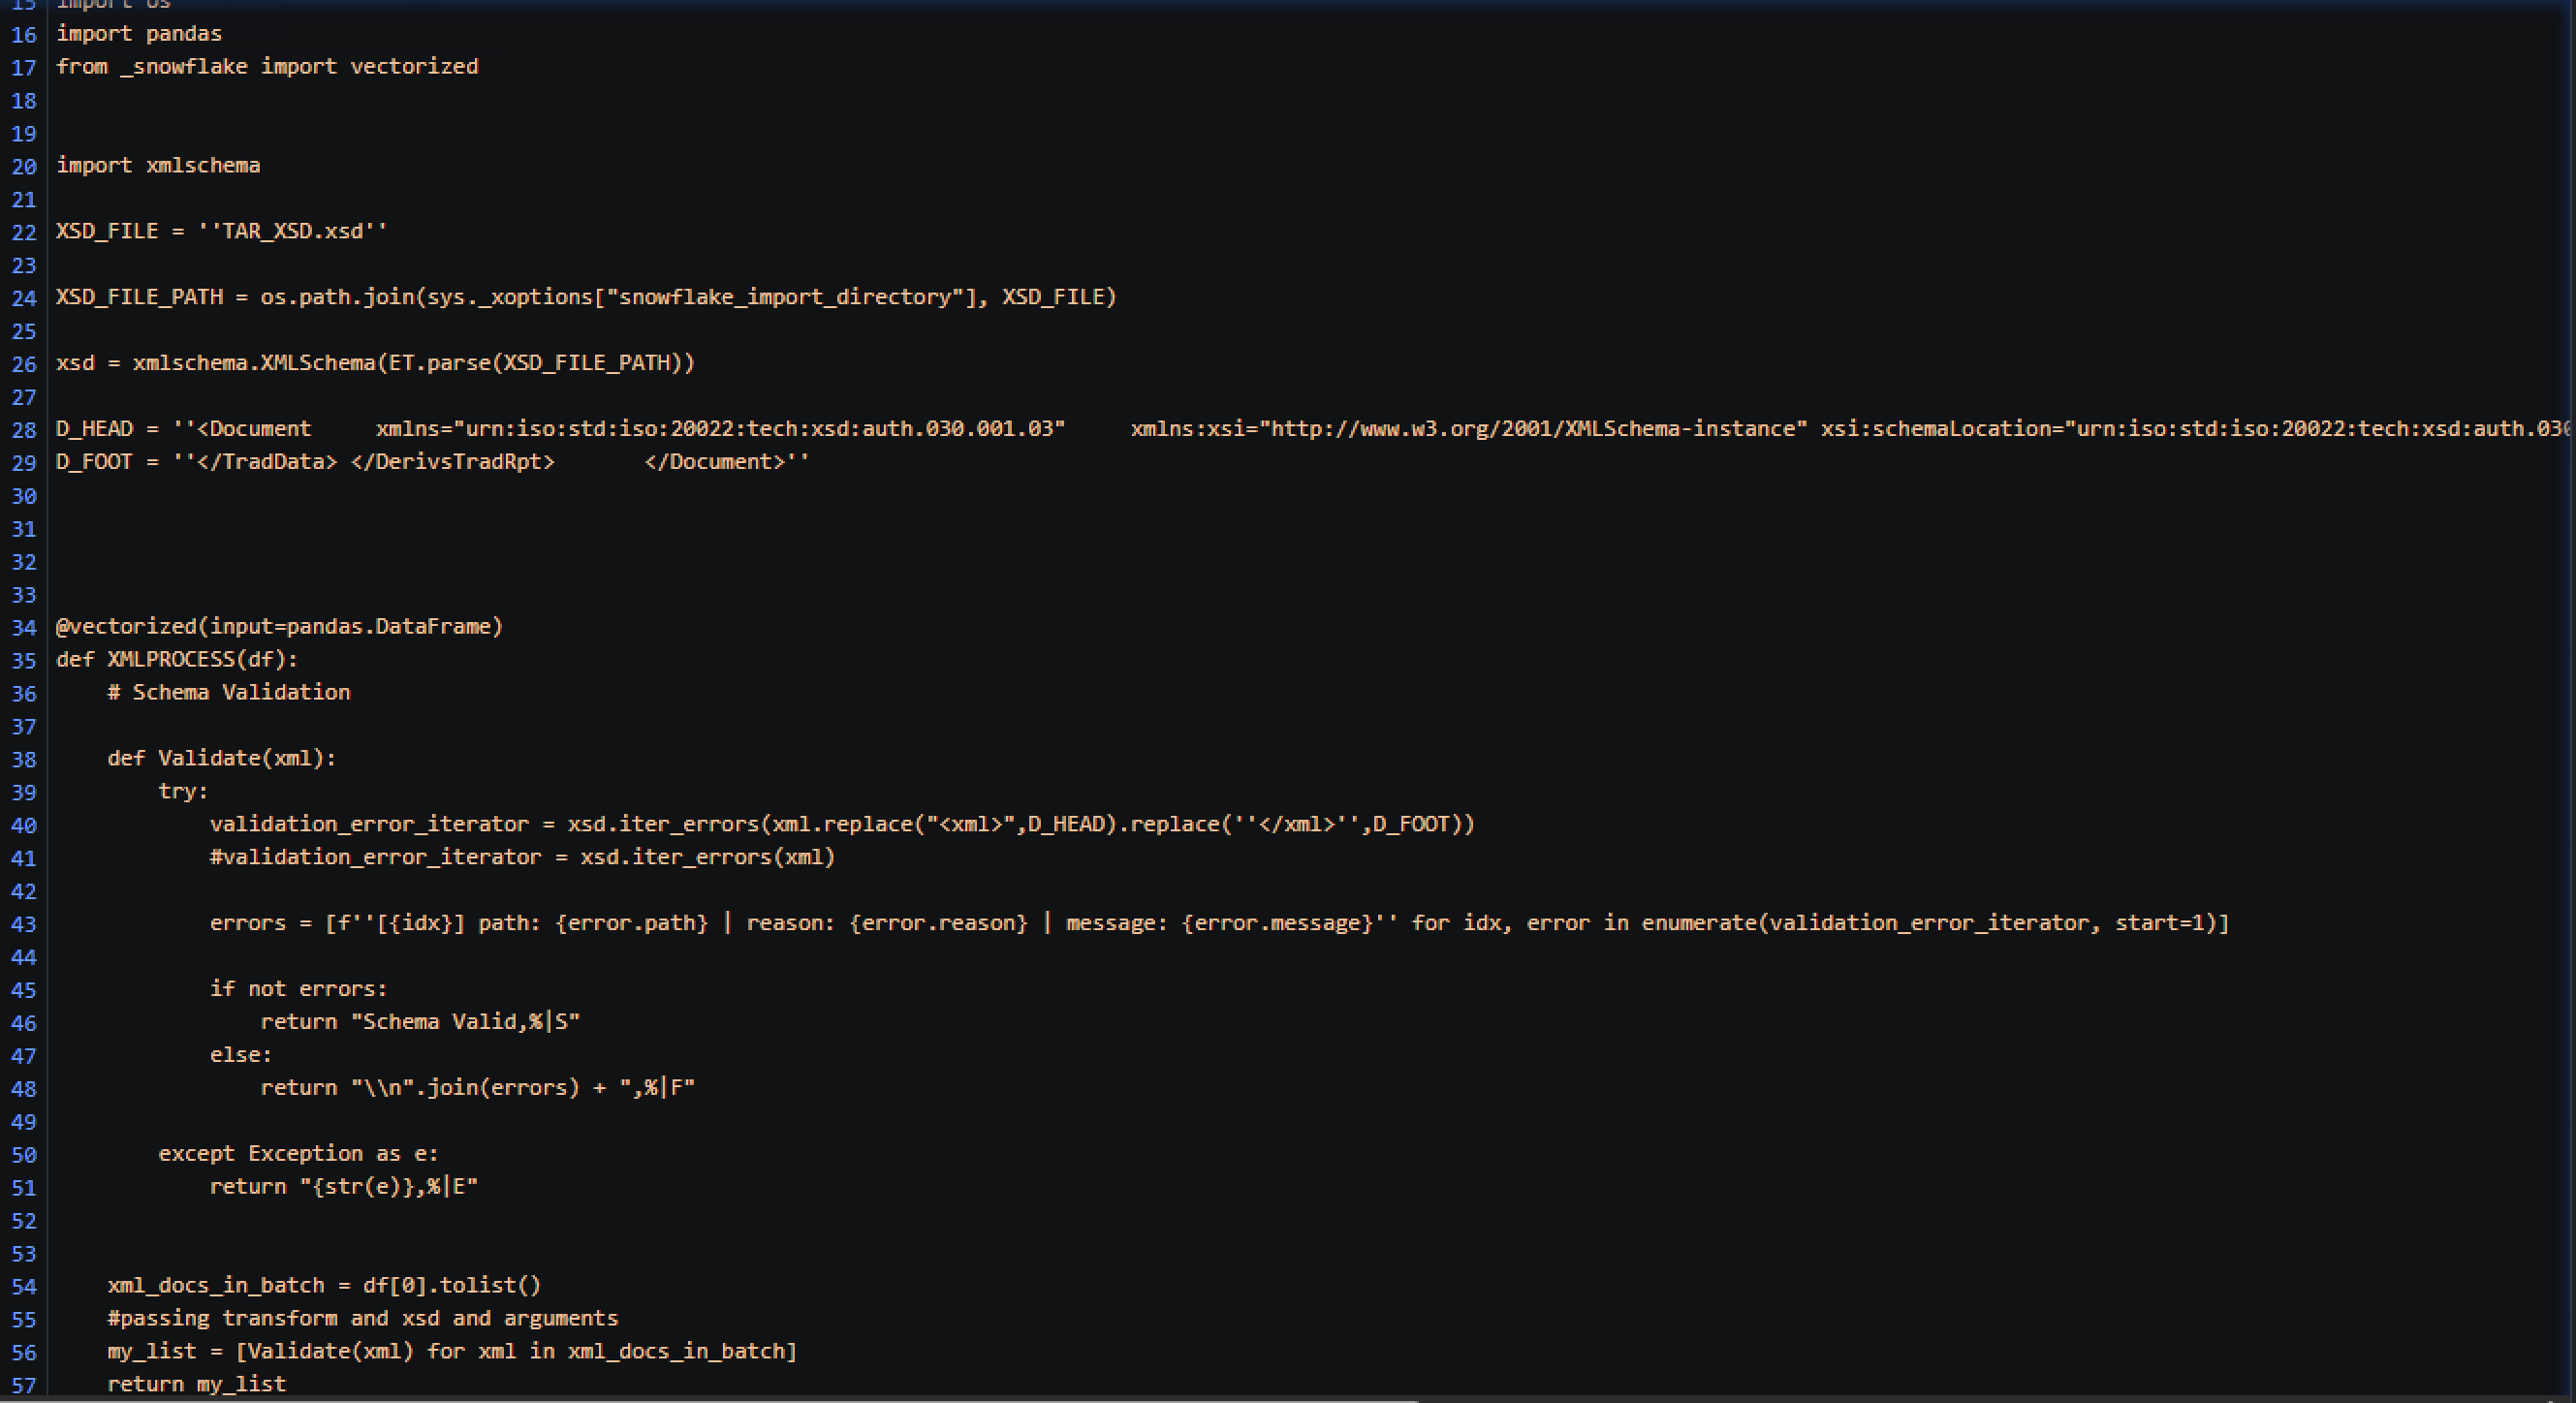 15 import os
16 import pandas
17 from _snowflake import vectorized
18
19
20 import xmlschema
21
22 XSD_FILE = ''TAR_XSD.xsd''
23
24 XSD_FILE_PATH = os.path.join(sys._xoptions["snowflake_import_directory"], XSD_FILE)
25
26 xsd = xmlschema.XMLSchema(ET.parse(XSD_FILE_PATH))
27
28 D_HEAD = ''<Document     xmlns="urn:iso:std:iso:20022:tech:xsd:auth.030.001.03"     xmlns:xsi="http://www.w3.org/2001/XMLSchema-instance" xsi:schemaLocation="urn:iso:std:iso:20022:tech:xsd:auth.030
29 D_FOOT = ''</TradData> </DerivsTradRpt>       </Document>''
30
31
32
33
34 @vectorized(input=pandas.DataFrame)
35 def XMLPROCESS(df):
36     # Schema Validation
37
38     def Validate(xml):
39         try:
40             validation_error_iterator = xsd.iter_errors(xml.replace("<xml>",D_HEAD).replace(''</xml>'',D_FOOT))
41             #validation_error_iterator = xsd.iter_errors(xml)
42
43             errors = [f''[{idx}] path: {error.path} | reason: {error.reason} | message: {error.message}'' for idx, error in enumerate(validation_error_iterator, start=1)]
44
45             if not errors:
46                 return "Schema Valid,%|S"
47             else:
48                 return "\\n".join(errors) + ",%|F"
49
50         except Exception as e:
51             return "{str(e)},%|E"
52
53
54     xml_docs_in_batch = df[0].tolist()
55     #passing transform and xsd and arguments
56     my_list = [Validate(xml) for xml in xml_docs_in_batch]
57     return my_list